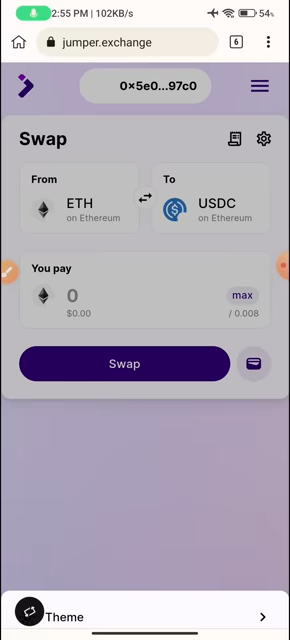 2:55 PM | 102KB/s
54%
jumper.exchange
6
0x5e0...97c0
Swap
From
To
ETH
on Ethereum
USDC
on Ethereum
You pay
0
max
$0.00
/ 0.008
Swap
Theme